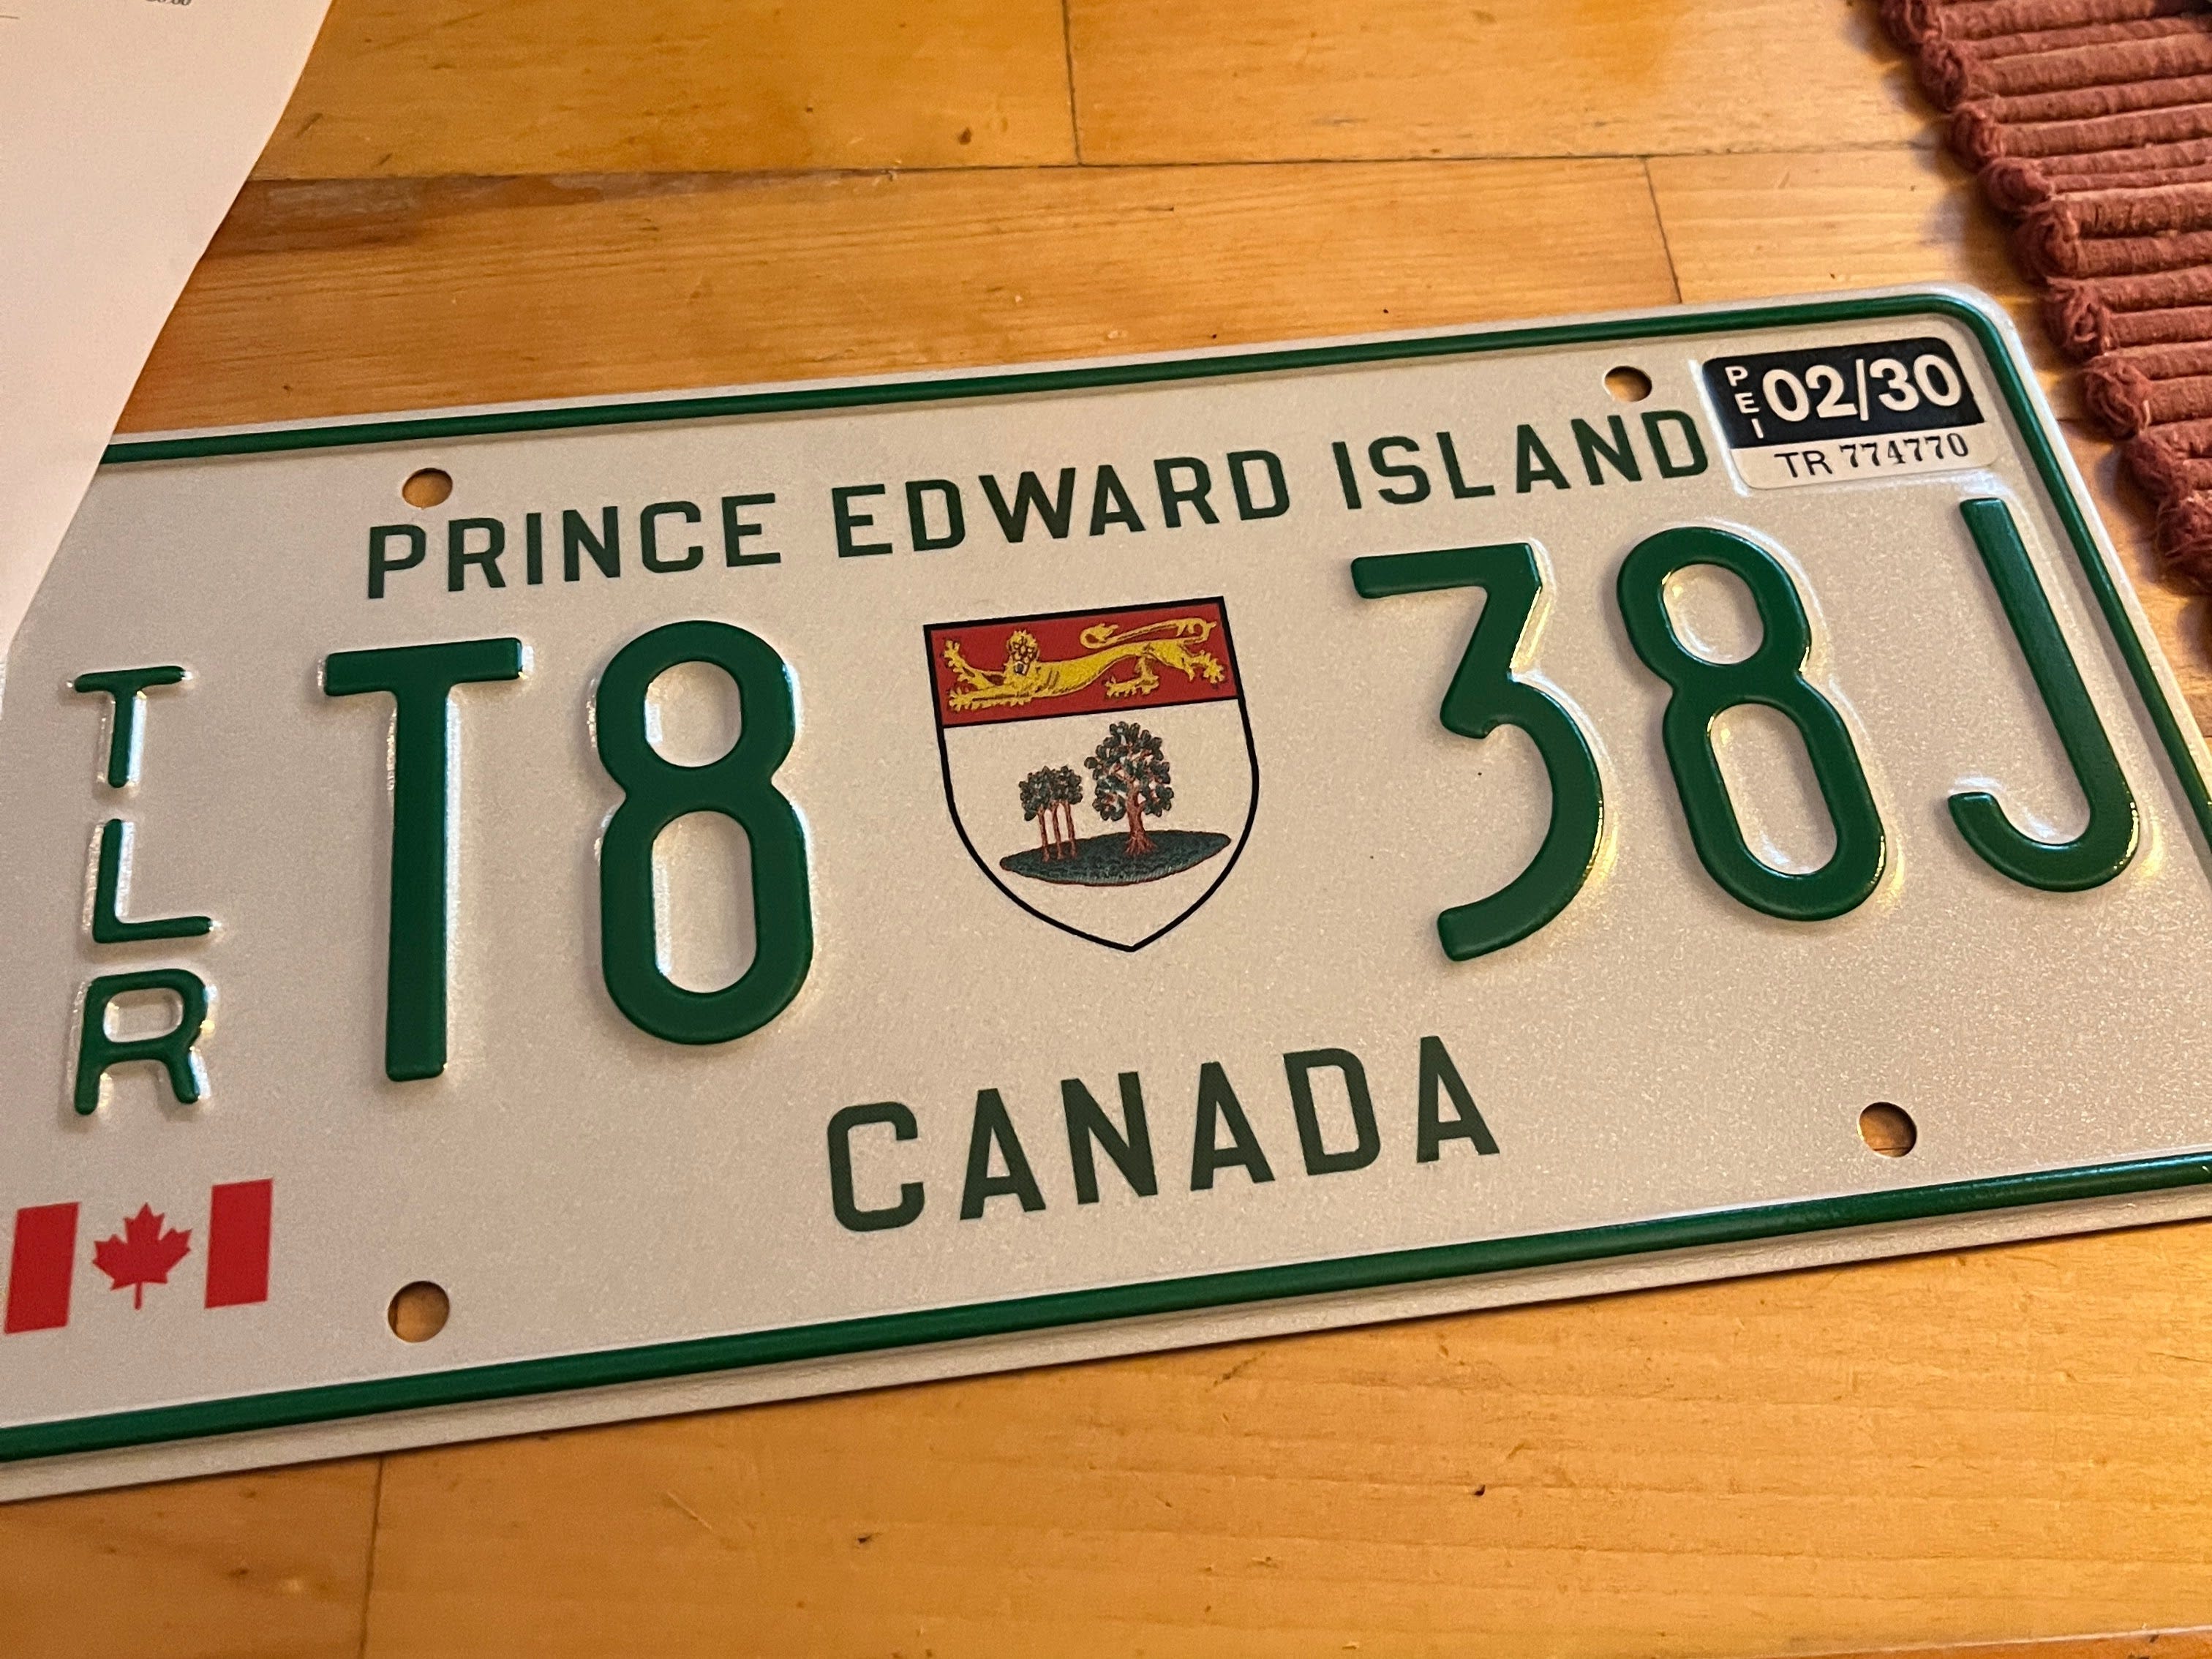 PRINCE EDWARD ISLAND
PEI 02/30
TR 774770
TLR
T8 38J
CANADA